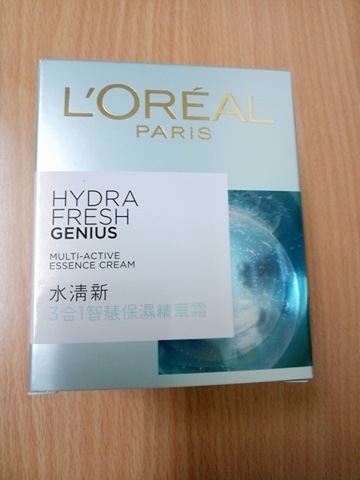 L'ORÉAL
PARIS
HYDRA
FRESH
GENIUS
MULTI-ACTIVE
ESSENCE CREAM
水清新
3合1智慧保濕精華霜